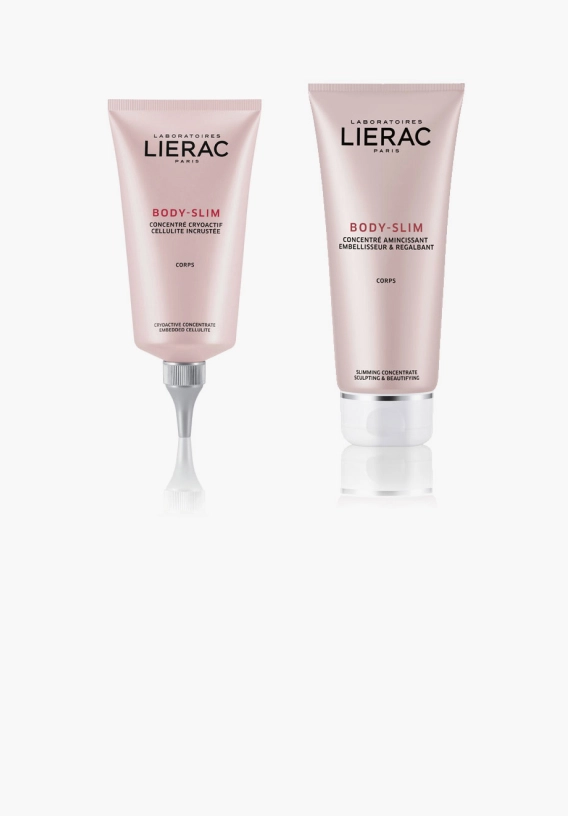 LABORATOIRES
LIERAC
PARIS
BODY-SLIM
CONCENTRÉ CRYOACTIF
CELLULITE INCRUSTÉE
CORPS
CRYOACTIVE CONCENTRATE
EMBEDDED CELLULITE
LABORATOIRES
LIERAC
PARIS
BODY-SLIM
CONCENTRÉ AMINCISSANT
EMBELLISSEUR & REGALBANT
CORPS
SLIMMING CONCENTRATE
SCULPTING & BEAUTIFYING